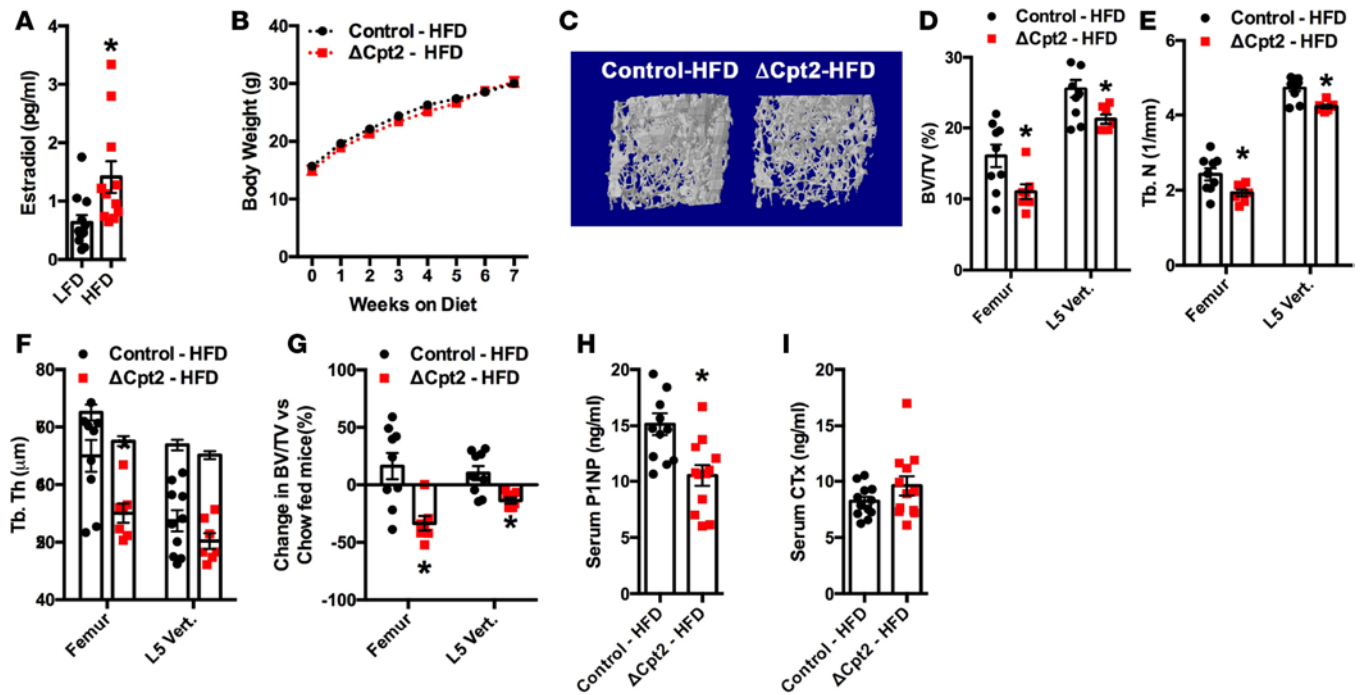 A
Estradiol (pg/ml)
4
3
2
1
0
*
LFD
HFD
B
Control - HFD
ΔCpt2 - HFD
Body Weight (g)
40
30
20
10
0
0 1 2 3 4 5 6 7
Weeks on Diet
C
Control-HFD ΔCpt2-HFD
D
Control - HFD
ΔCpt2 - HFD
BV/TV (%)
30
20
10
0
*
*
Femur
L5 Vert.
E
Control - HFD
ΔCpt2 - HFD
Tb. N (1/mm)
6
4
2
0
*
*
Femur
L5 Vert.
F
Control - HFD
ΔCpt2 - HFD
Tb. Th (μm)
40
*
Femur
L5 Vert.
G
Control - HFD
ΔCpt2 - HFD
Change in BV/TV vs
Chow fed mice(%)
100
50
0
-50
-100
*
*
Femur
L5 Vert.
H
Serum P1NP (ng/ml)
20
15
10
5
0
*
Control - HFD
ΔCpt2 - HFD
I
Serum CTx (ng/ml)
20
15
10
5
0
Control - HFD
ΔCpt2 - HFD